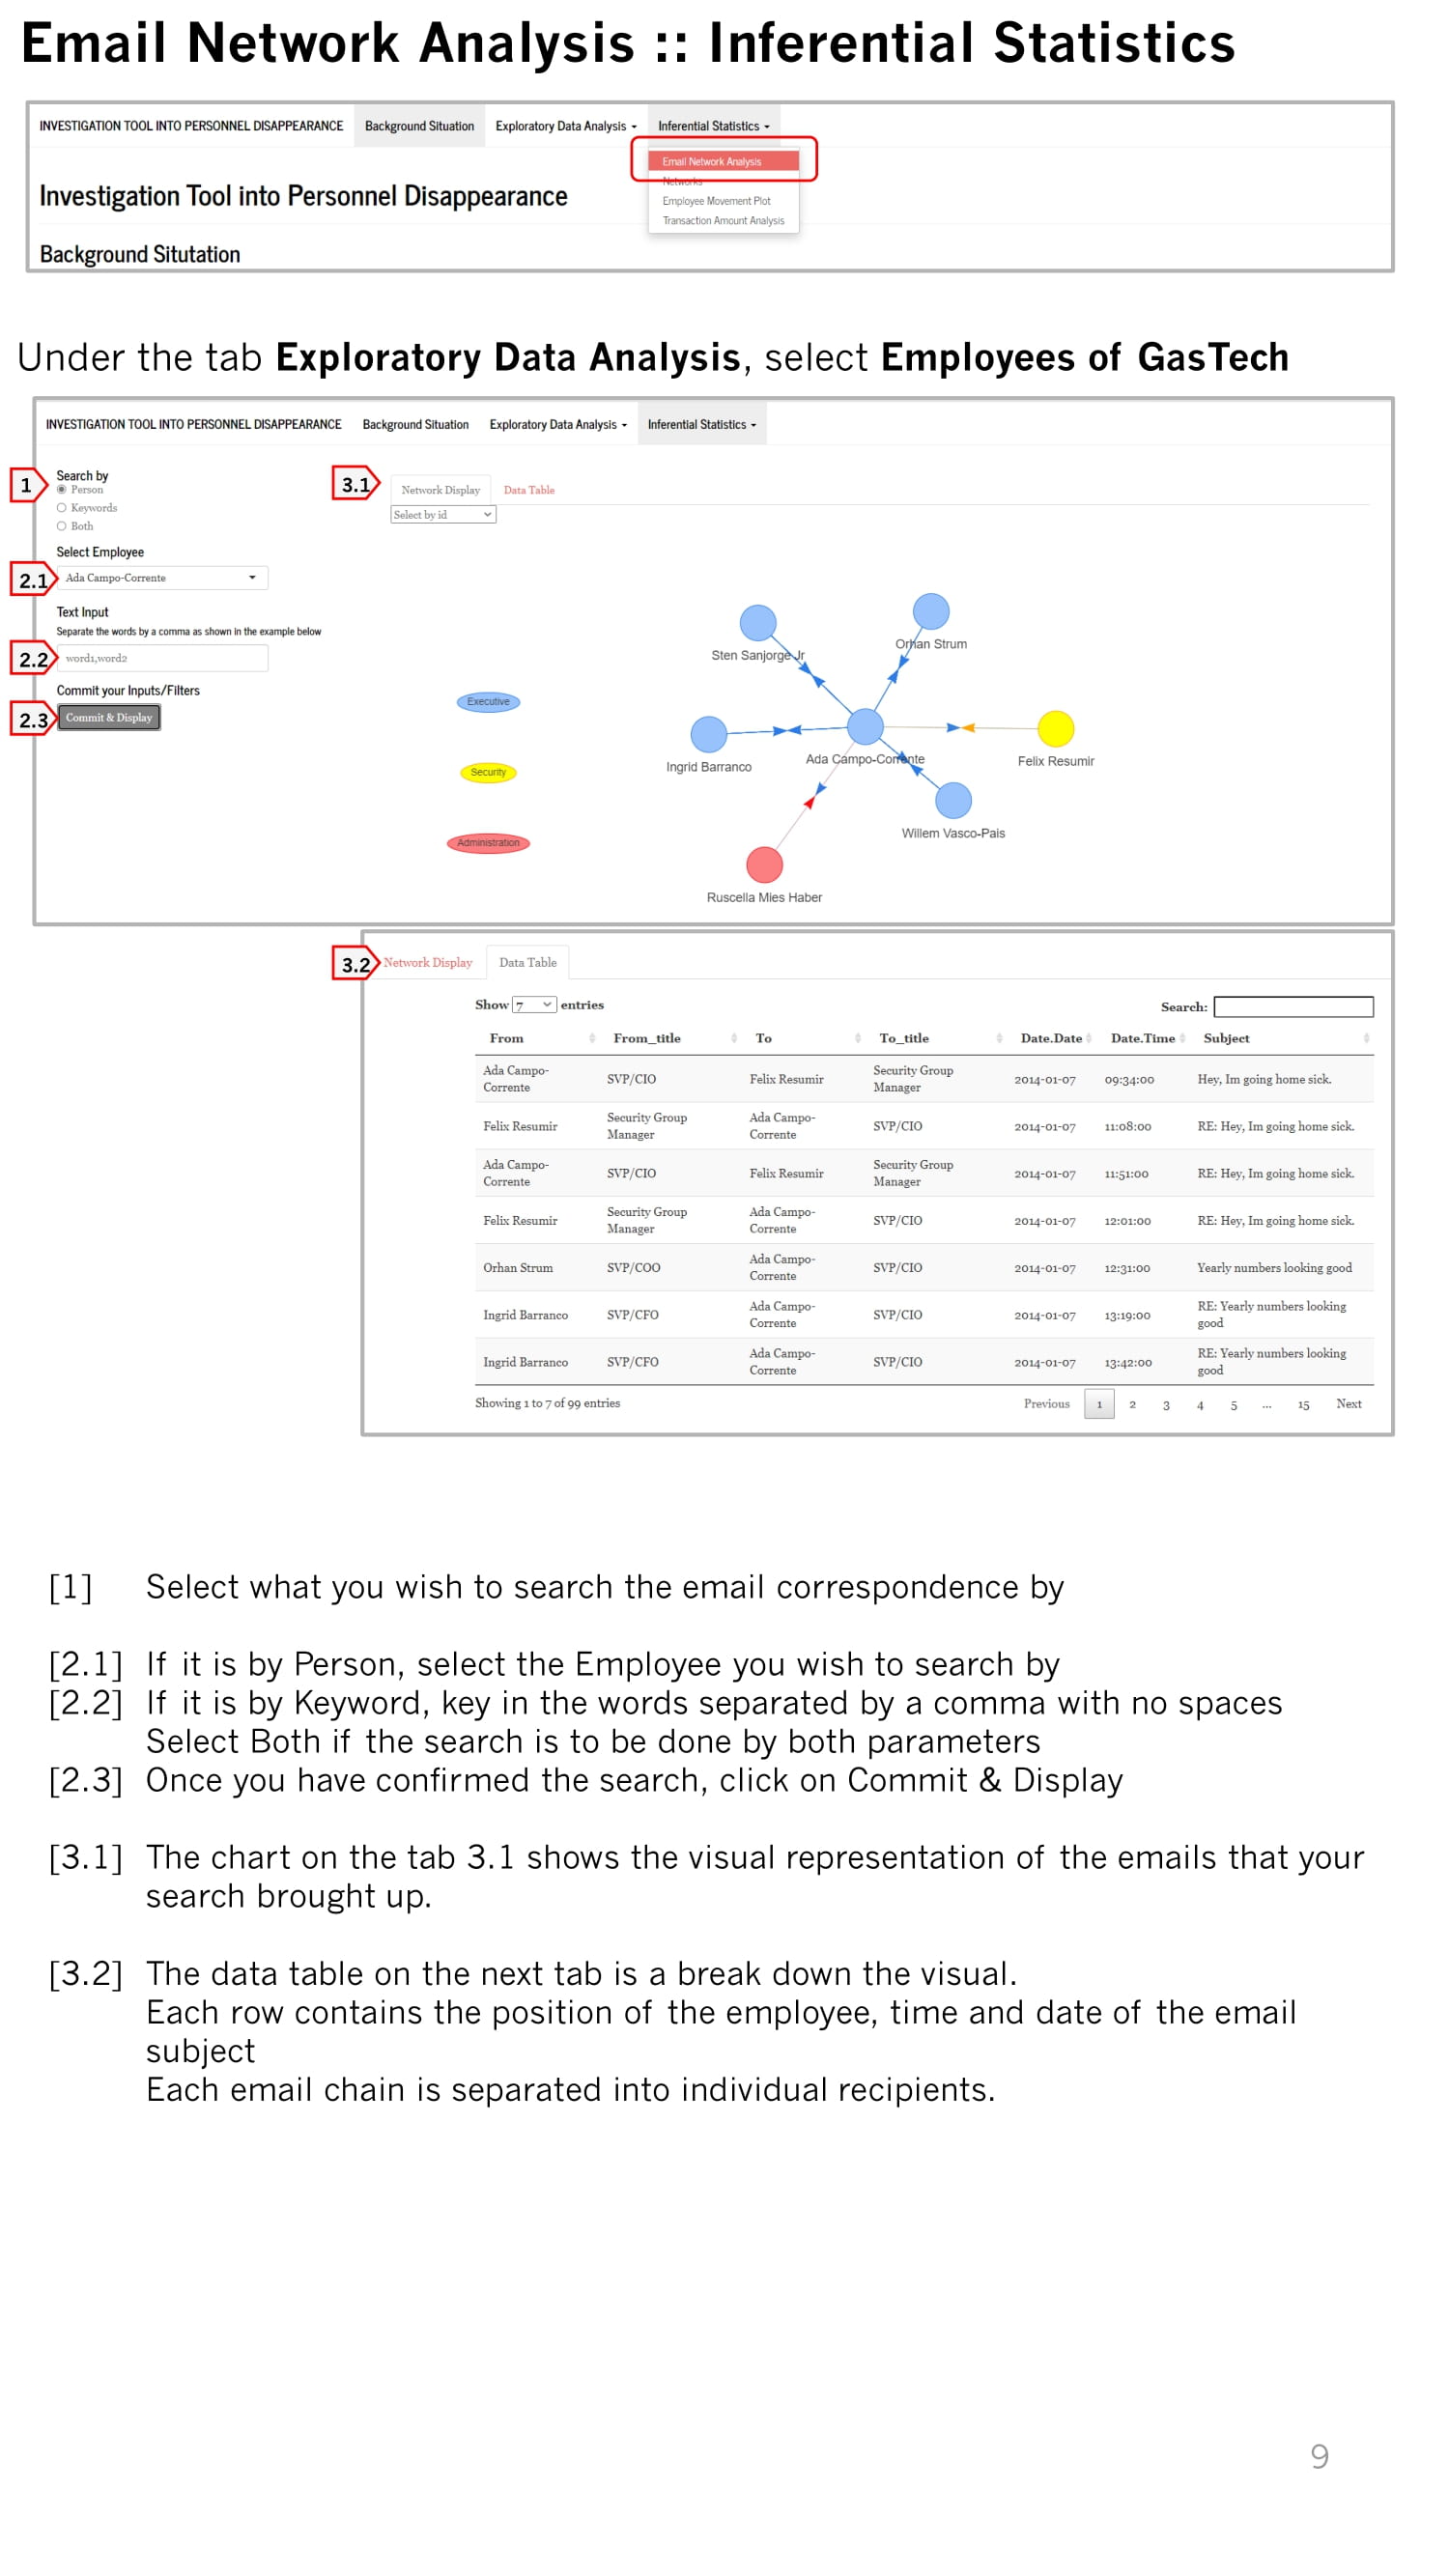 Email Network Analysis :: Inferential Statistics
INVESTIGATION TOOL INTO PERSONNEL DISAPPEARANCE Background Situation Exploratory Data Analysis Inferential Statistics
Email Network Analysis
Networks
Employee Movement Plot
Transaction Amount Analysis
Investigation Tool into Personnel Disappearance
Background Situtation
Under the tab Exploratory Data Analysis, select Employees of GasTech
INVESTIGATION TOOL INTO PERSONNEL DISAPPEARANCE Background Situation Exploratory Data Analysis Inferential Statistics
1
Search by
Person
Keywords
Both
Select Employee
2.1 Ada Campo-Corrente
Text Input
Separate the words by a comma as shown in the example below
2.2 word1,word2
Commit your Inputs/Filters
2.3 Commit & Display
3.1 Network Display Data Table
Select by id
Executive
Security
Administration
Sten Sanjorge Jr
Orhan Strum
Ingrid Barranco
Ada Campo-Corrente
Felix Resumir
Willem Vasco-Pais
Ruscella Mies Haber
3.2 Network Display Data Table
Show 7 entries Search:
From From_title To To_title Date.Date Date.Time Subject
Ada Campo-Corrente SVP/CIO Felix Resumir Security Group Manager 2014-01-07 09:34:00 Hey, Im going home sick.
Felix Resumir Security Group Manager Ada Campo-Corrente SVP/CIO 2014-01-07 11:08:00 RE: Hey, Im going home sick.
Ada Campo-Corrente SVP/CIO Felix Resumir Security Group Manager 2014-01-07 11:51:00 RE: Hey, Im going home sick.
Felix Resumir Security Group Manager Ada Campo-Corrente SVP/CIO 2014-01-07 12:01:00 RE: Hey, Im going home sick.
Orhan Strum SVP/COO Ada Campo-Corrente SVP/CIO 2014-01-07 12:31:00 Yearly numbers looking good
Ingrid Barranco SVP/CFO Ada Campo-Corrente SVP/CIO 2014-01-07 13:19:00 RE: Yearly numbers looking good
Ingrid Barranco SVP/CFO Ada Campo-Corrente SVP/CIO 2014-01-07 13:42:00 RE: Yearly numbers looking good
Showing 1 to 7 of 99 entries Previous 1 2 3 4 5 ... 15 Next
[1] Select what you wish to search the email correspondence by
[2.1] If it is by Person, select the Employee you wish to search by
[2.2] If it is by Keyword, key in the words separated by a comma with no spaces
Select Both if the search is to be done by both parameters
[2.3] Once you have confirmed the search, click on Commit & Display
[3.1] The chart on the tab 3.1 shows the visual representation of the emails that your
search brought up.
[3.2] The data table on the next tab is a break down the visual.
Each row contains the position of the employee, time and date of the email
subject
Each email chain is separated into individual recipients.
9